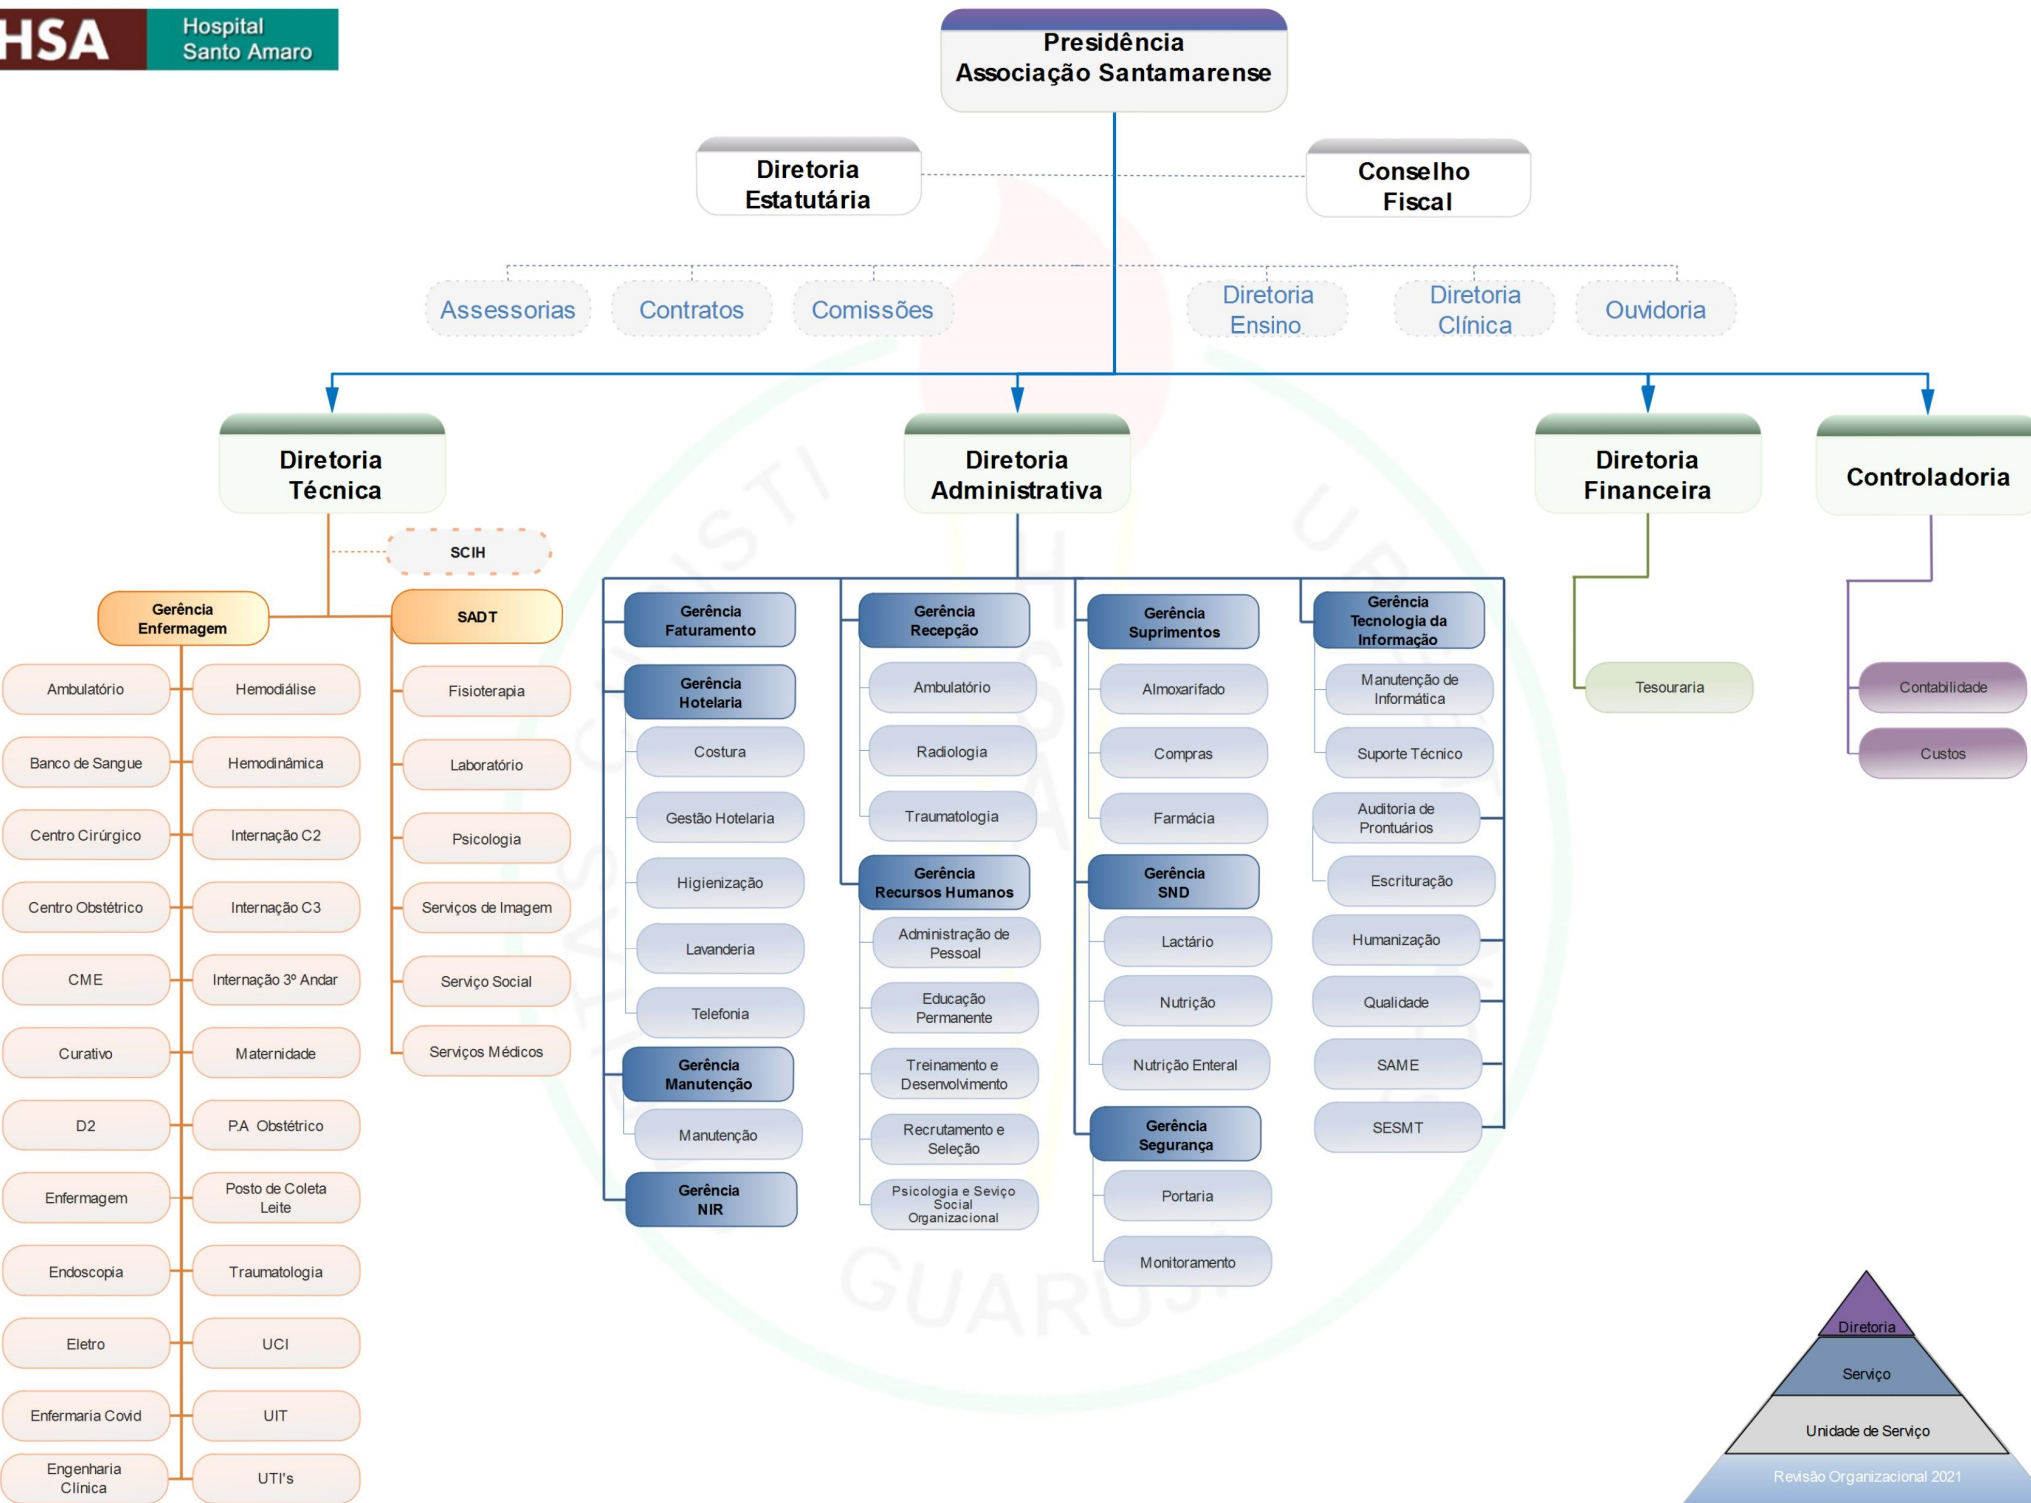 HSA
Hospital
Santo Amaro
Presidência
Associação Santamarense
Diretoria
Estatutária
Conselho
Fiscal
Assessorias
Contratos
Comissões
Diretoria
Ensino
Diretoria
Clínica
Ouvidoria
Diretoria
Técnica
Diretoria
Administrativa
Diretoria
Financeira
Controladoria
SCIH
Gerência
Enfermagem
SADT
Ambulatório
Hemodiálise
Banco de Sangue
Hemodinâmica
Centro Cirúrgico
Internação C2
Centro Obstétrico
Internação C3
CME
Internação 3º Andar
Curativo
Maternidade
D2
P.A Obstétrico
Enfermagem
Posto de Coleta
Leite
Endoscopia
Traumatologia
Eletro
UCI
Enfermaria Covid
UIT
Engenharia
Clínica
UTI's
Fisioterapia
Laboratório
Psicologia
Serviços de Imagem
Serviço Social
Serviços Médicos
Gerência
Faturamento
Gerência
Hotelaria
Costura
Gestão Hotelaria
Higienização
Lavanderia
Telefonia
Gerência
Manutenção
Manutenção
Gerência
NIR
Gerência
Recepção
Ambulatório
Radiologia
Traumatologia
Gerência
Recursos Humanos
Administração de
Pessoal
Educação
Permanente
Treinamento e
Desenvolvimento
Recrutamento e
Seleção
Psicologia e Seviço
Social
Organizacional
Gerência
Suprimentos
Almoxarifado
Compras
Farmácia
Gerência
SND
Lactário
Nutrição
Nutrição Enteral
Gerência
Segurança
Portaria
Monitoramento
Gerência
Tecnologia da
Informação
Manutenção de
Informática
Suporte Técnico
Auditoria de
Prontuários
Escrituração
Humanização
Qualidade
SAME
SESMT
Tesouraria
Contabilidade
Custos
Diretoria
Serviço
Unidade de Serviço
Revisão Organizacional 2021
HSA
GUARUJÁ